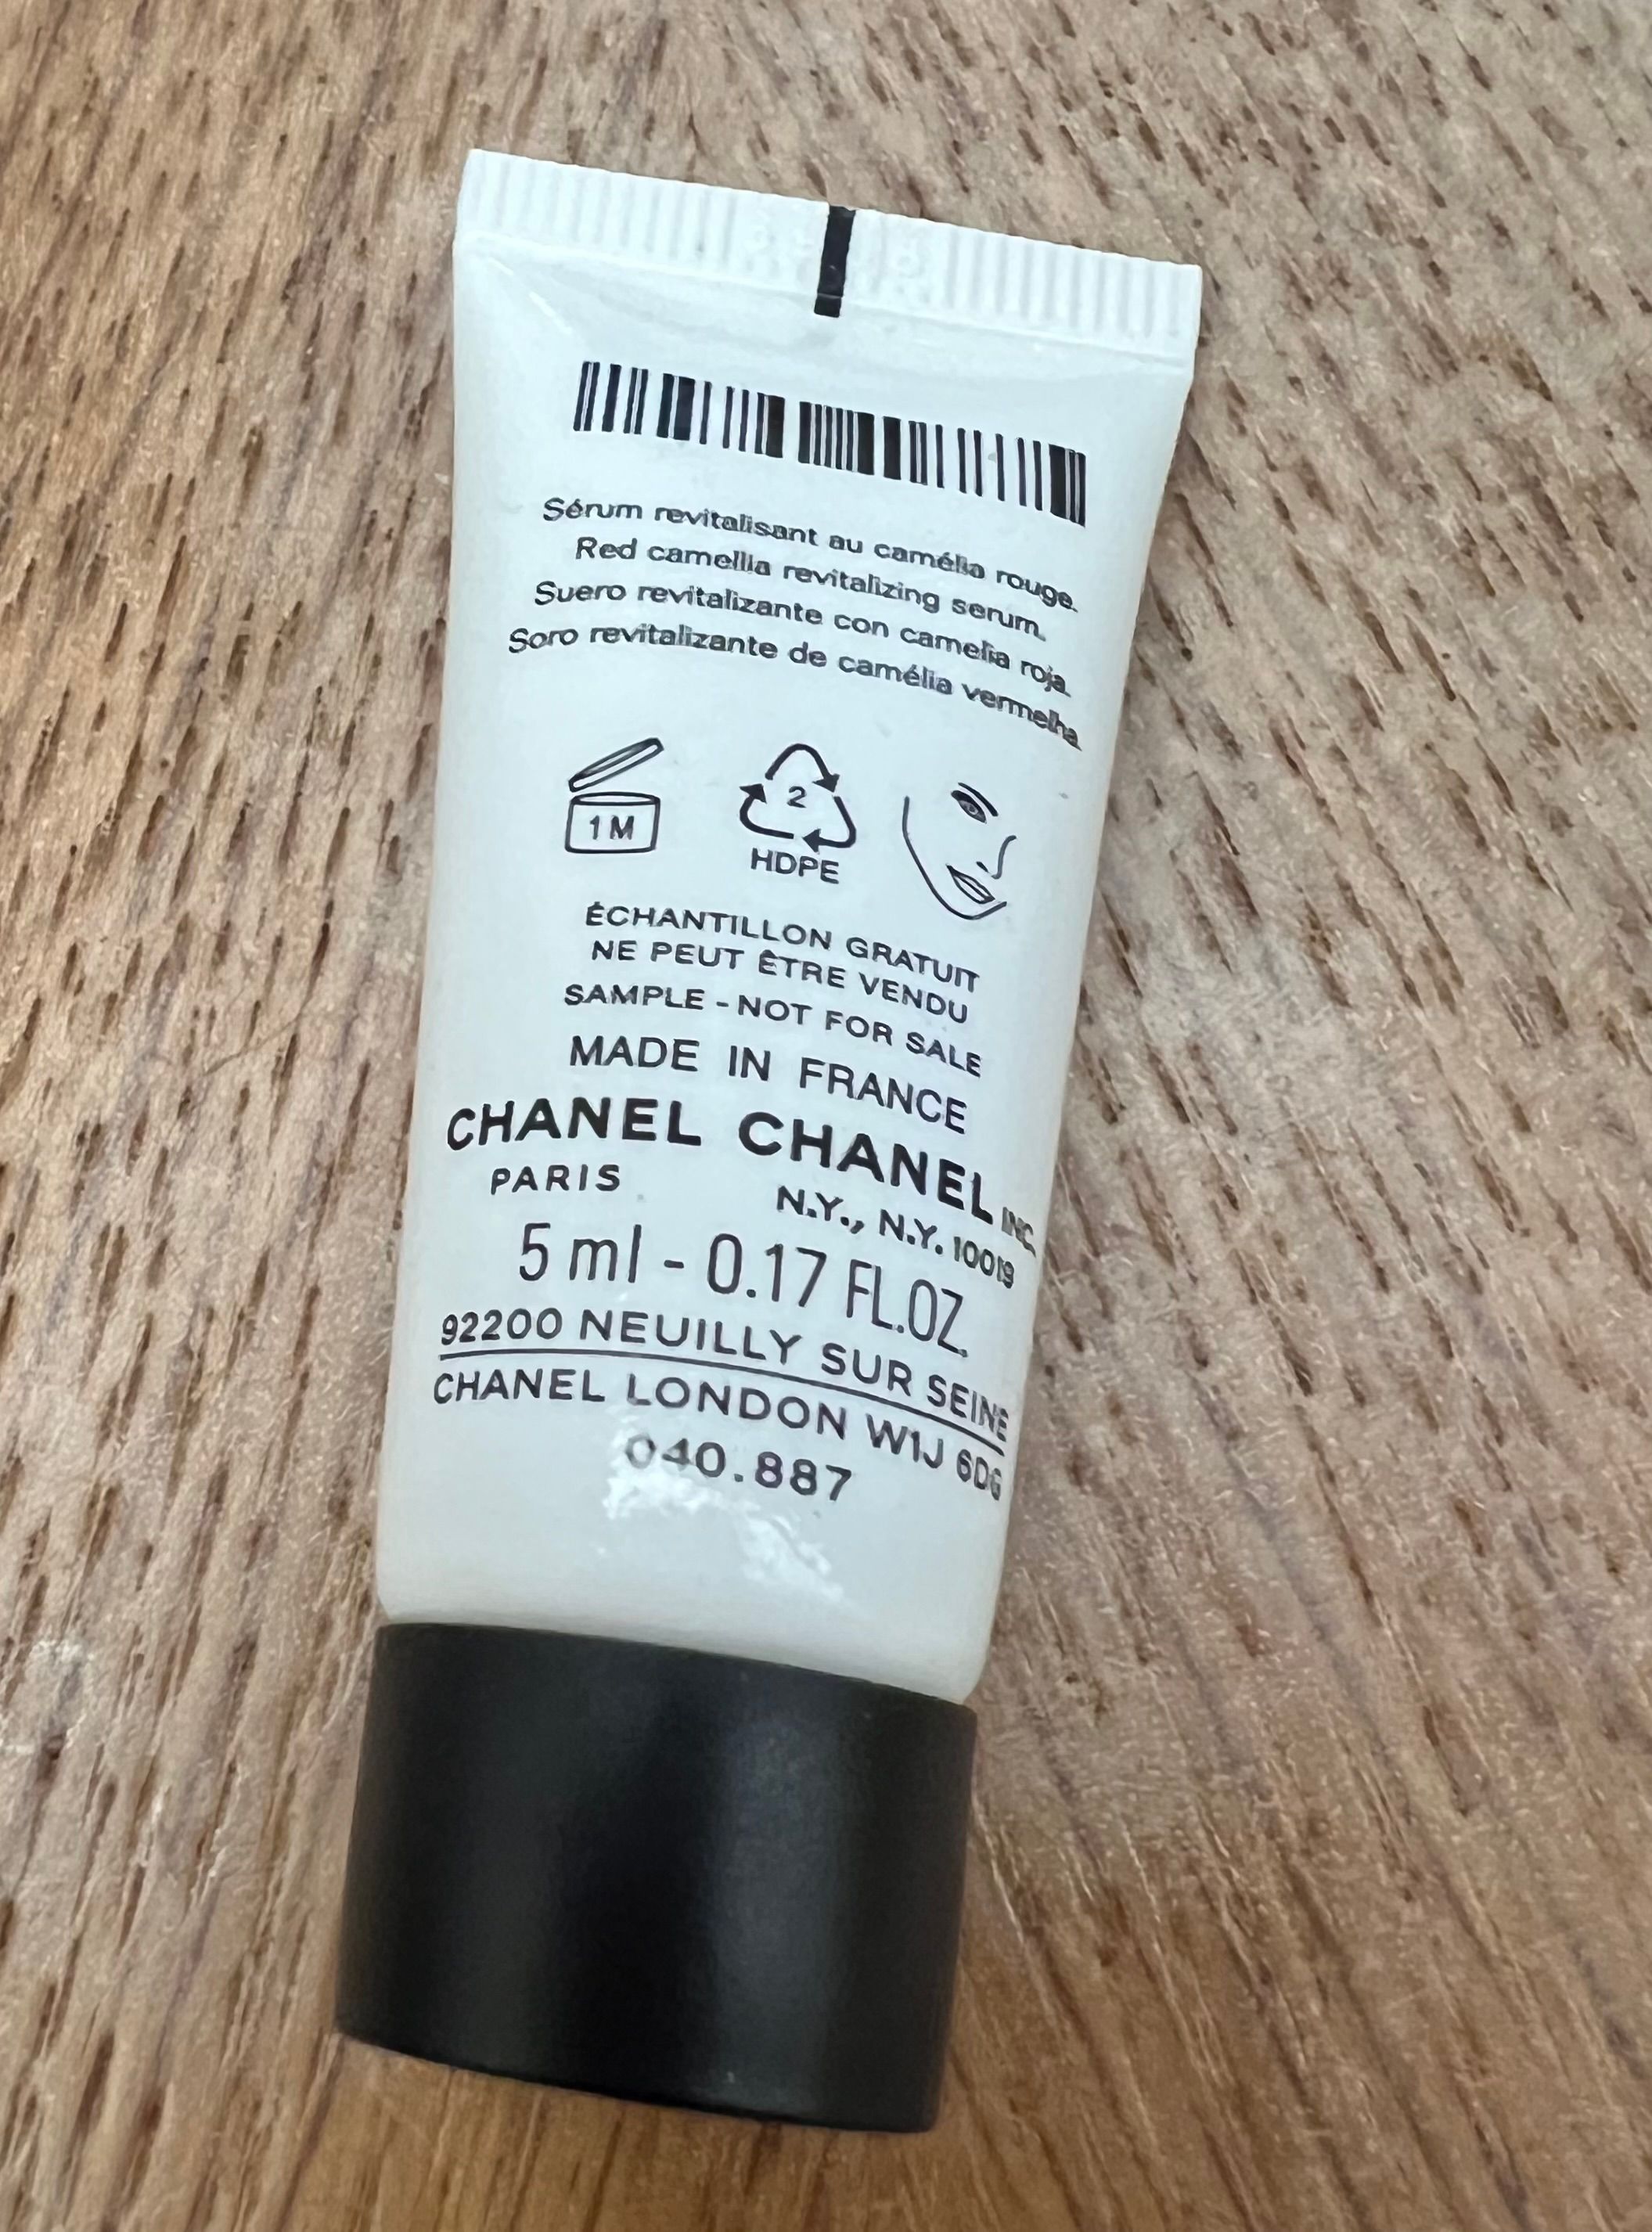 Sérum revitalisant au camélia rouge.
Red camellia revitalizing serum.
Suero revitalizante con camelia roja.
Soro revitalizante de camélia vermelha.
1M
2
HDPE
ÉCHANTILLON GRATUIT
NE PEUT ÊTRE VENDU
SAMPLE - NOT FOR SALE
MADE IN FRANCE
CHANEL CHANEL INC.
PARIS N.Y., N.Y. 10019
5 ml - 0.17 FL.OZ.
92200 NEUILLY SUR SEINE
CHANEL LONDON W1J 6DG
040.887